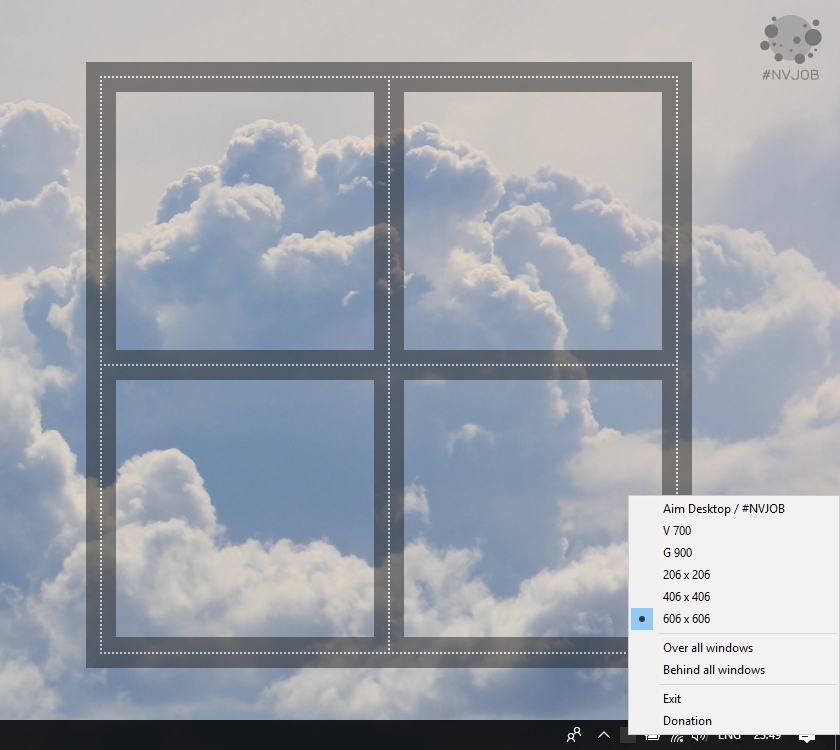 #NVJOB
Aim Desktop / #NVJOB
V 700
G 900
206 x 206
406 x 406
606 x 606
Over all windows
Behind all windows
Exit
Donation
ENG 23:49